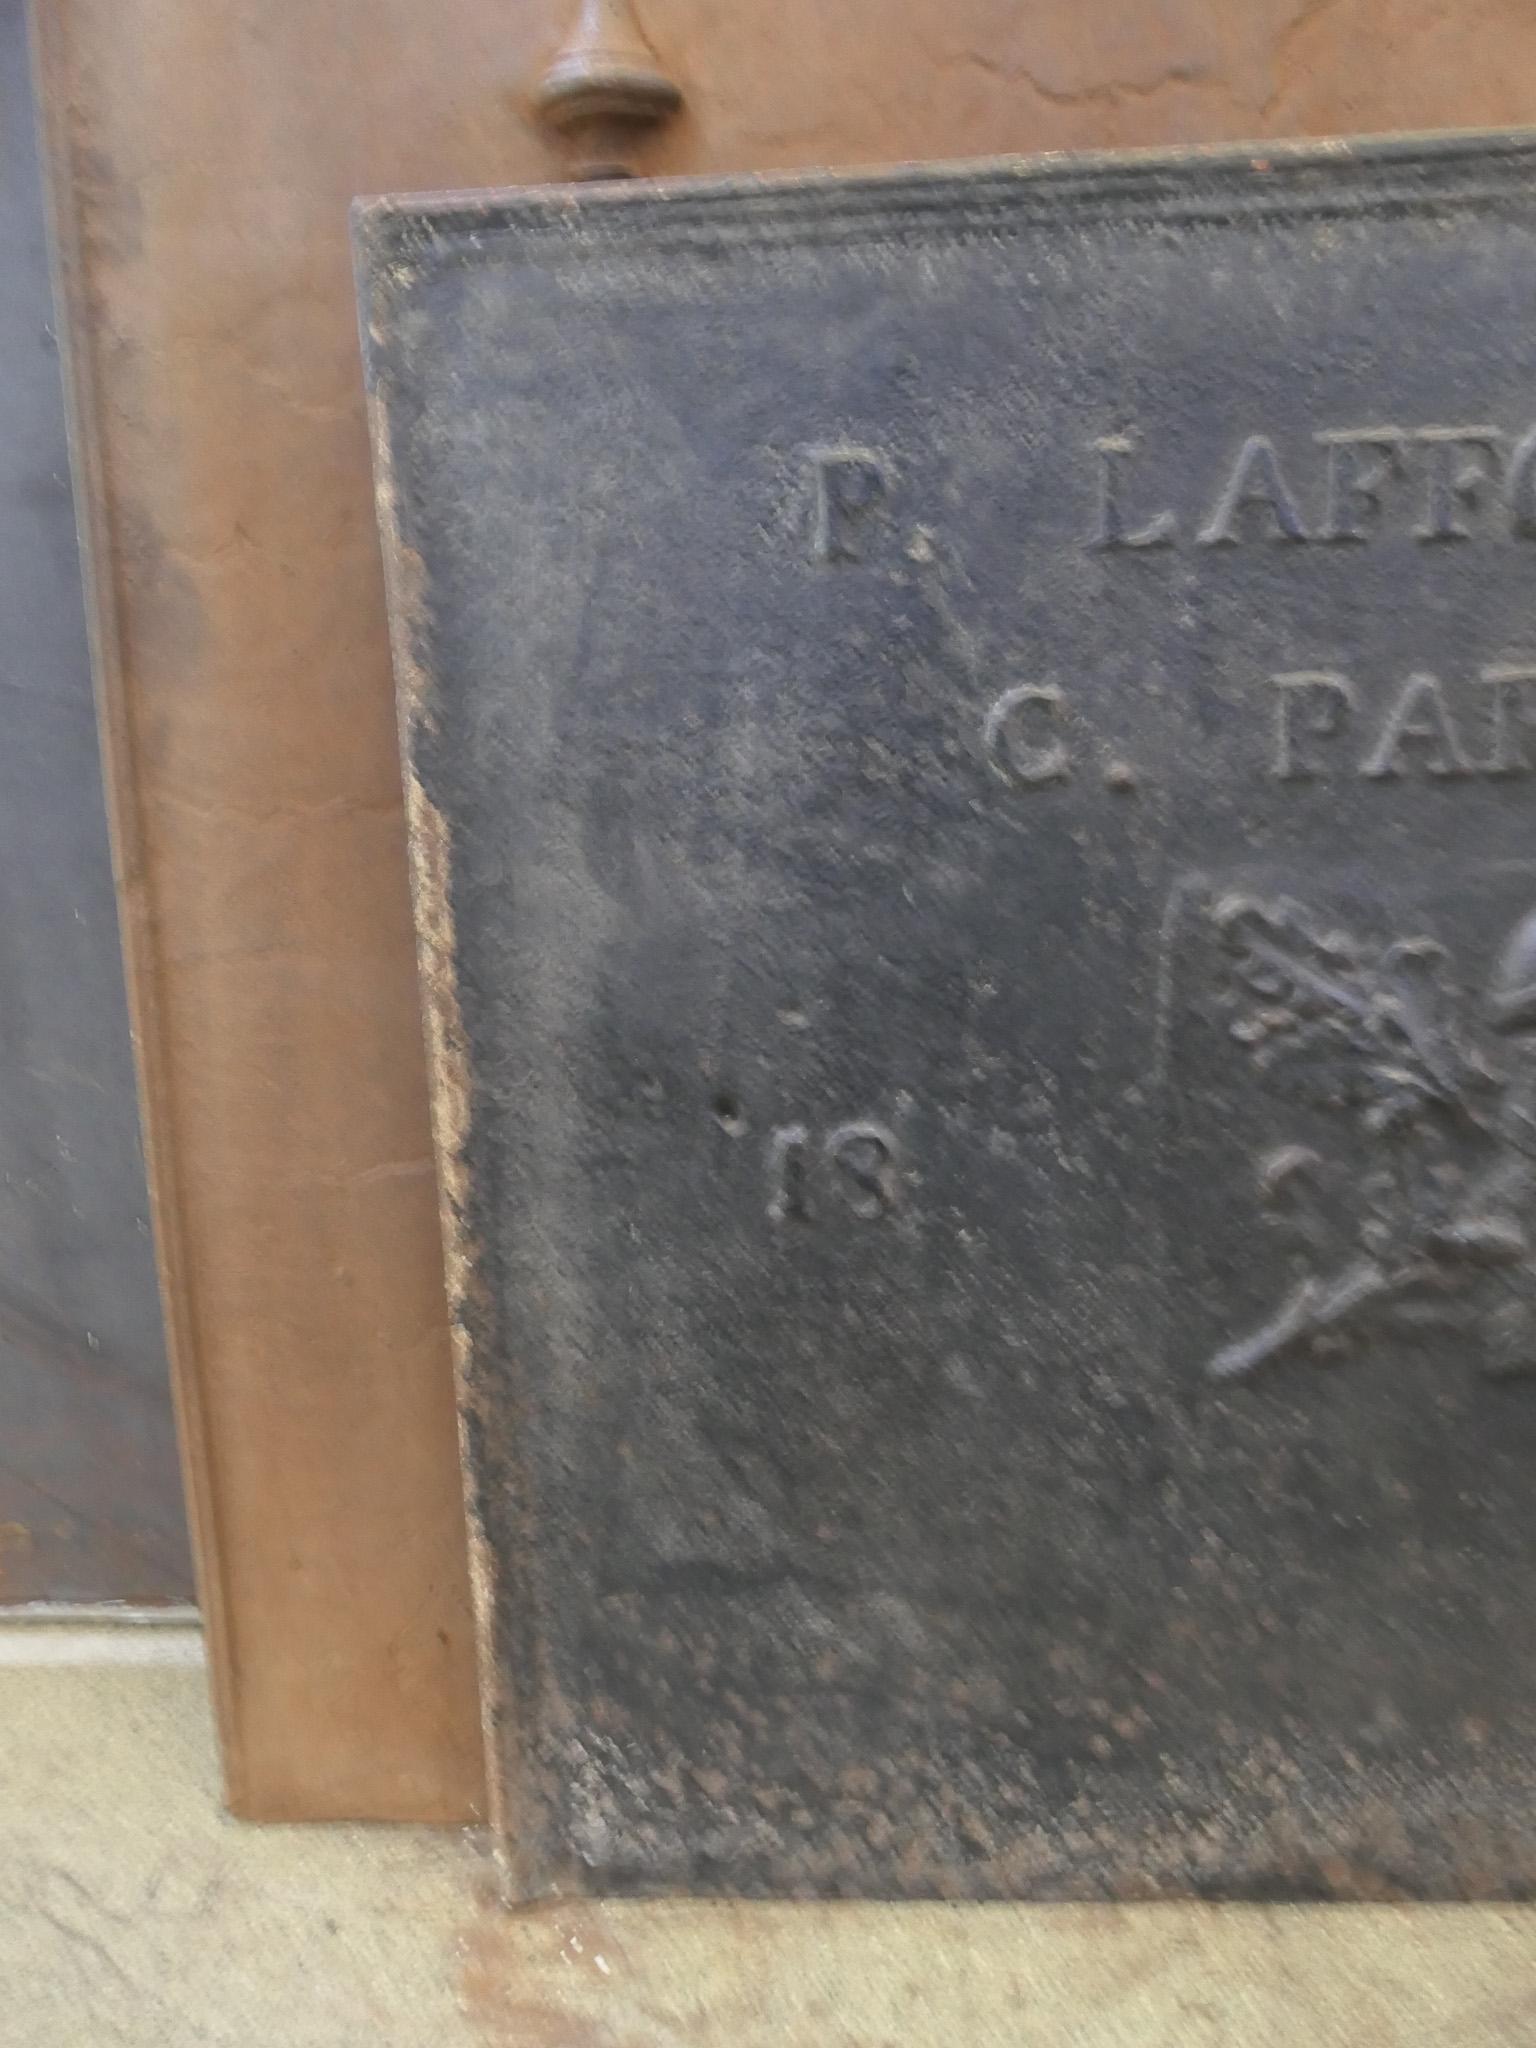 P. LAFFO
C. PAR
18